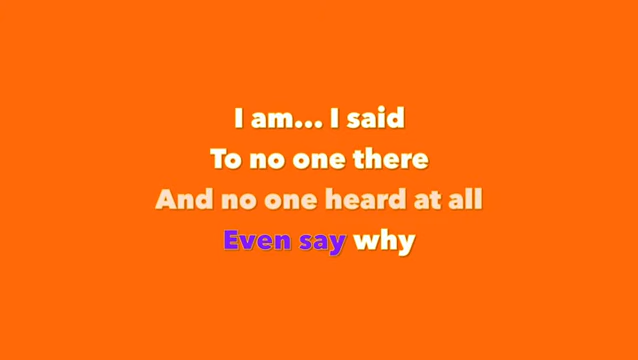 I am... I said
To no one there
And no one heard at all
Even say why